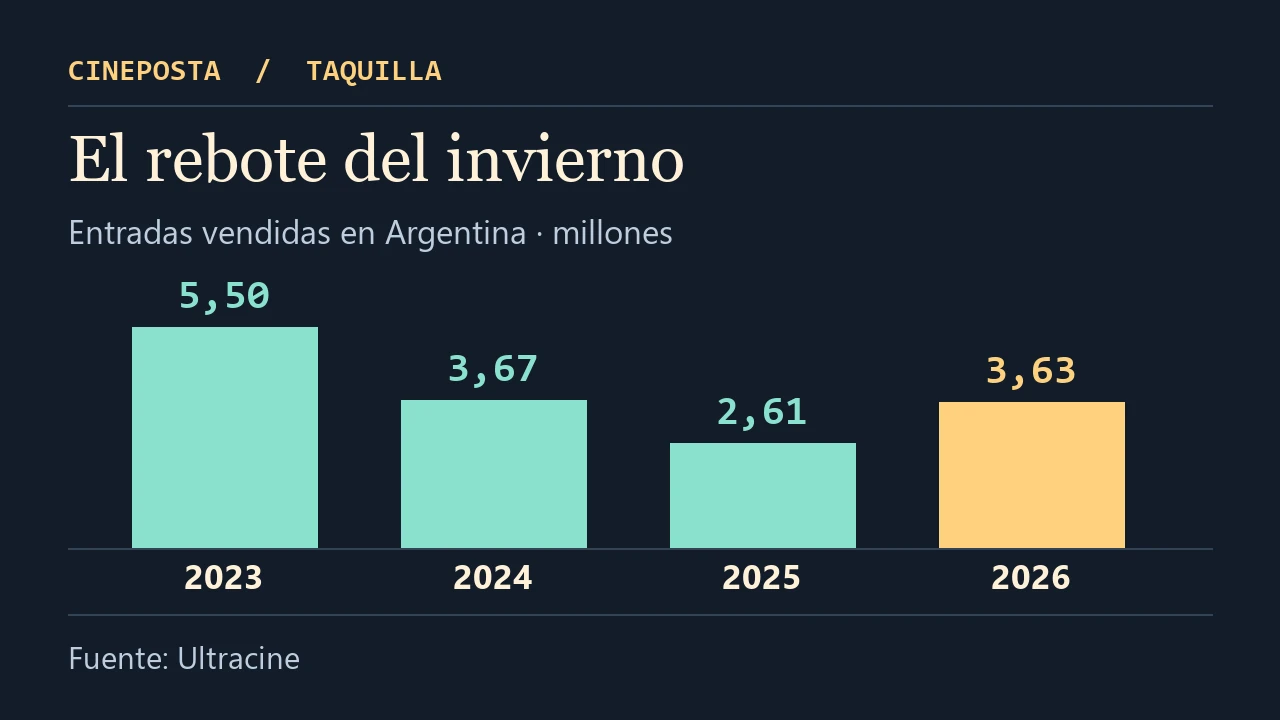 CINEPOSTA / TAQUILLA
El rebote del invierno
Entradas vendidas en Argentina · millones
5,50
3,67
2,61
3,63
2023 2024 2025 2026
Fuente: Ultracine